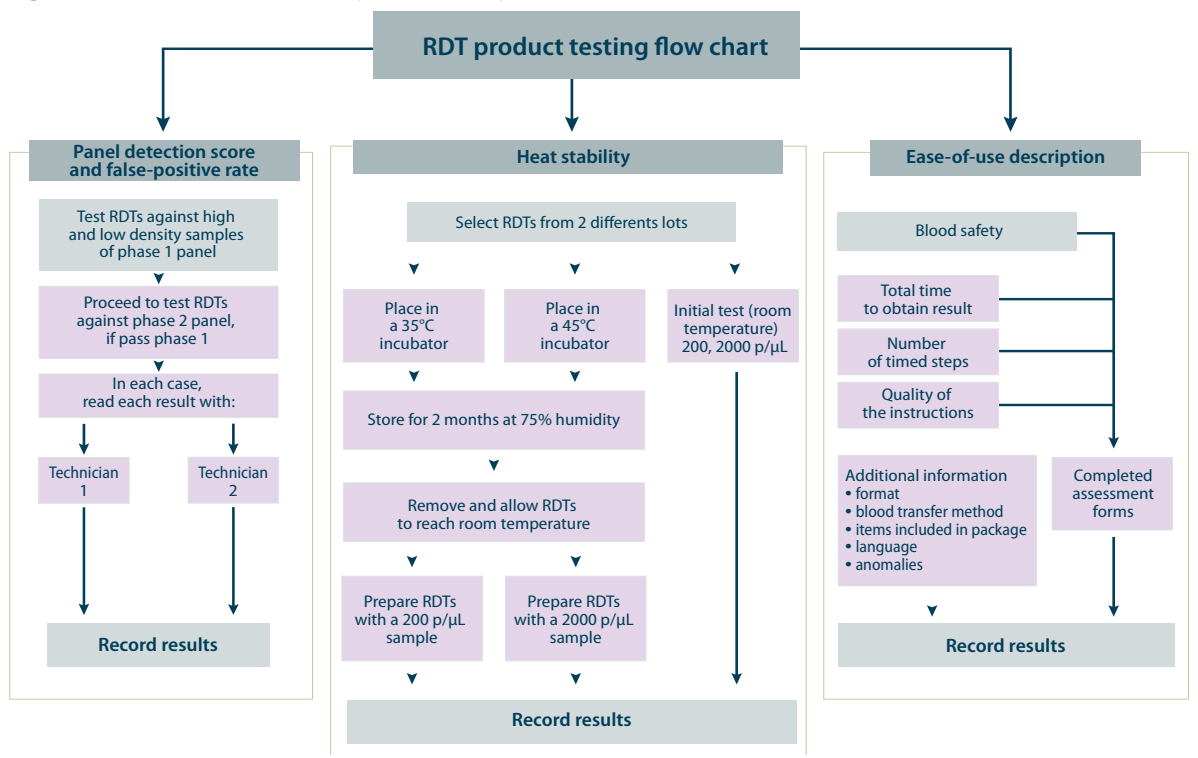 RDT product testing flow chart
Panel detection score
and false-positive rate
Test RDTs against high
and low density samples
of phase 1 panel
Proceed to test RDTs
against phase 2 panel,
if pass phase 1
In each case,
read each result with:
Technician
1
Technician
2
Record results
Heat stability
Select RDTs from 2 differents lots
Place in
a 35°C
incubator
Place in
a 45°C
incubator
Initial test (room
temperature)
200, 2000 p/µL
Store for 2 months at 75% humidity
Remove and allow RDTs
to reach room temperature
Prepare RDTs
with a 200 p/µL
sample
Prepare RDTs
with a 2000 p/µL
sample
Record results
Ease-of-use description
Blood safety
Total time
to obtain result
Number
of timed steps
Quality of
the instructions
Additional information
• format
• blood transfer method
• items included in package
• language
• anomalies
Completed
assessment
forms
Record results